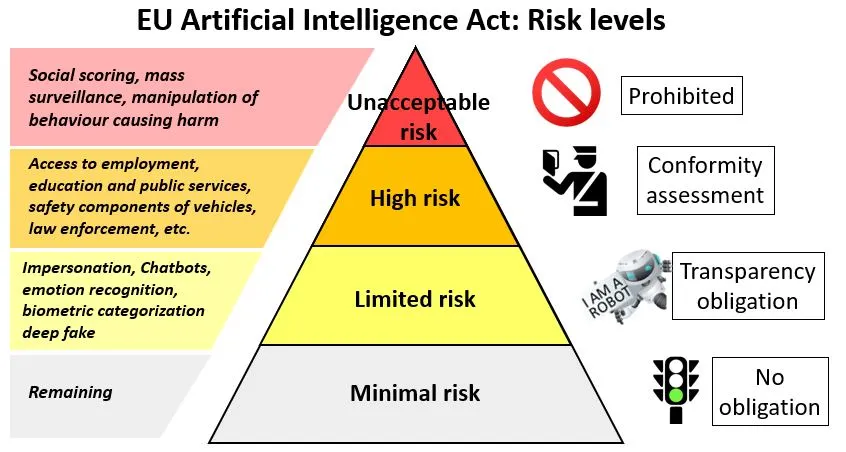 EU Artificial Intelligence Act: Risk levels
Social scoring, mass
surveillance, manipulation of
behaviour causing harm
Unacceptable
risk
Prohibited
Access to employment,
education and public services,
safety components of vehicles,
law enforcement, etc.
High risk
Conformity
assessment
Impersonation, Chatbots,
emotion recognition,
biometric categorization
deep fake
Limited risk
I AM A
ROBOT
Transparency
obligation
Remaining
Minimal risk
No
obligation